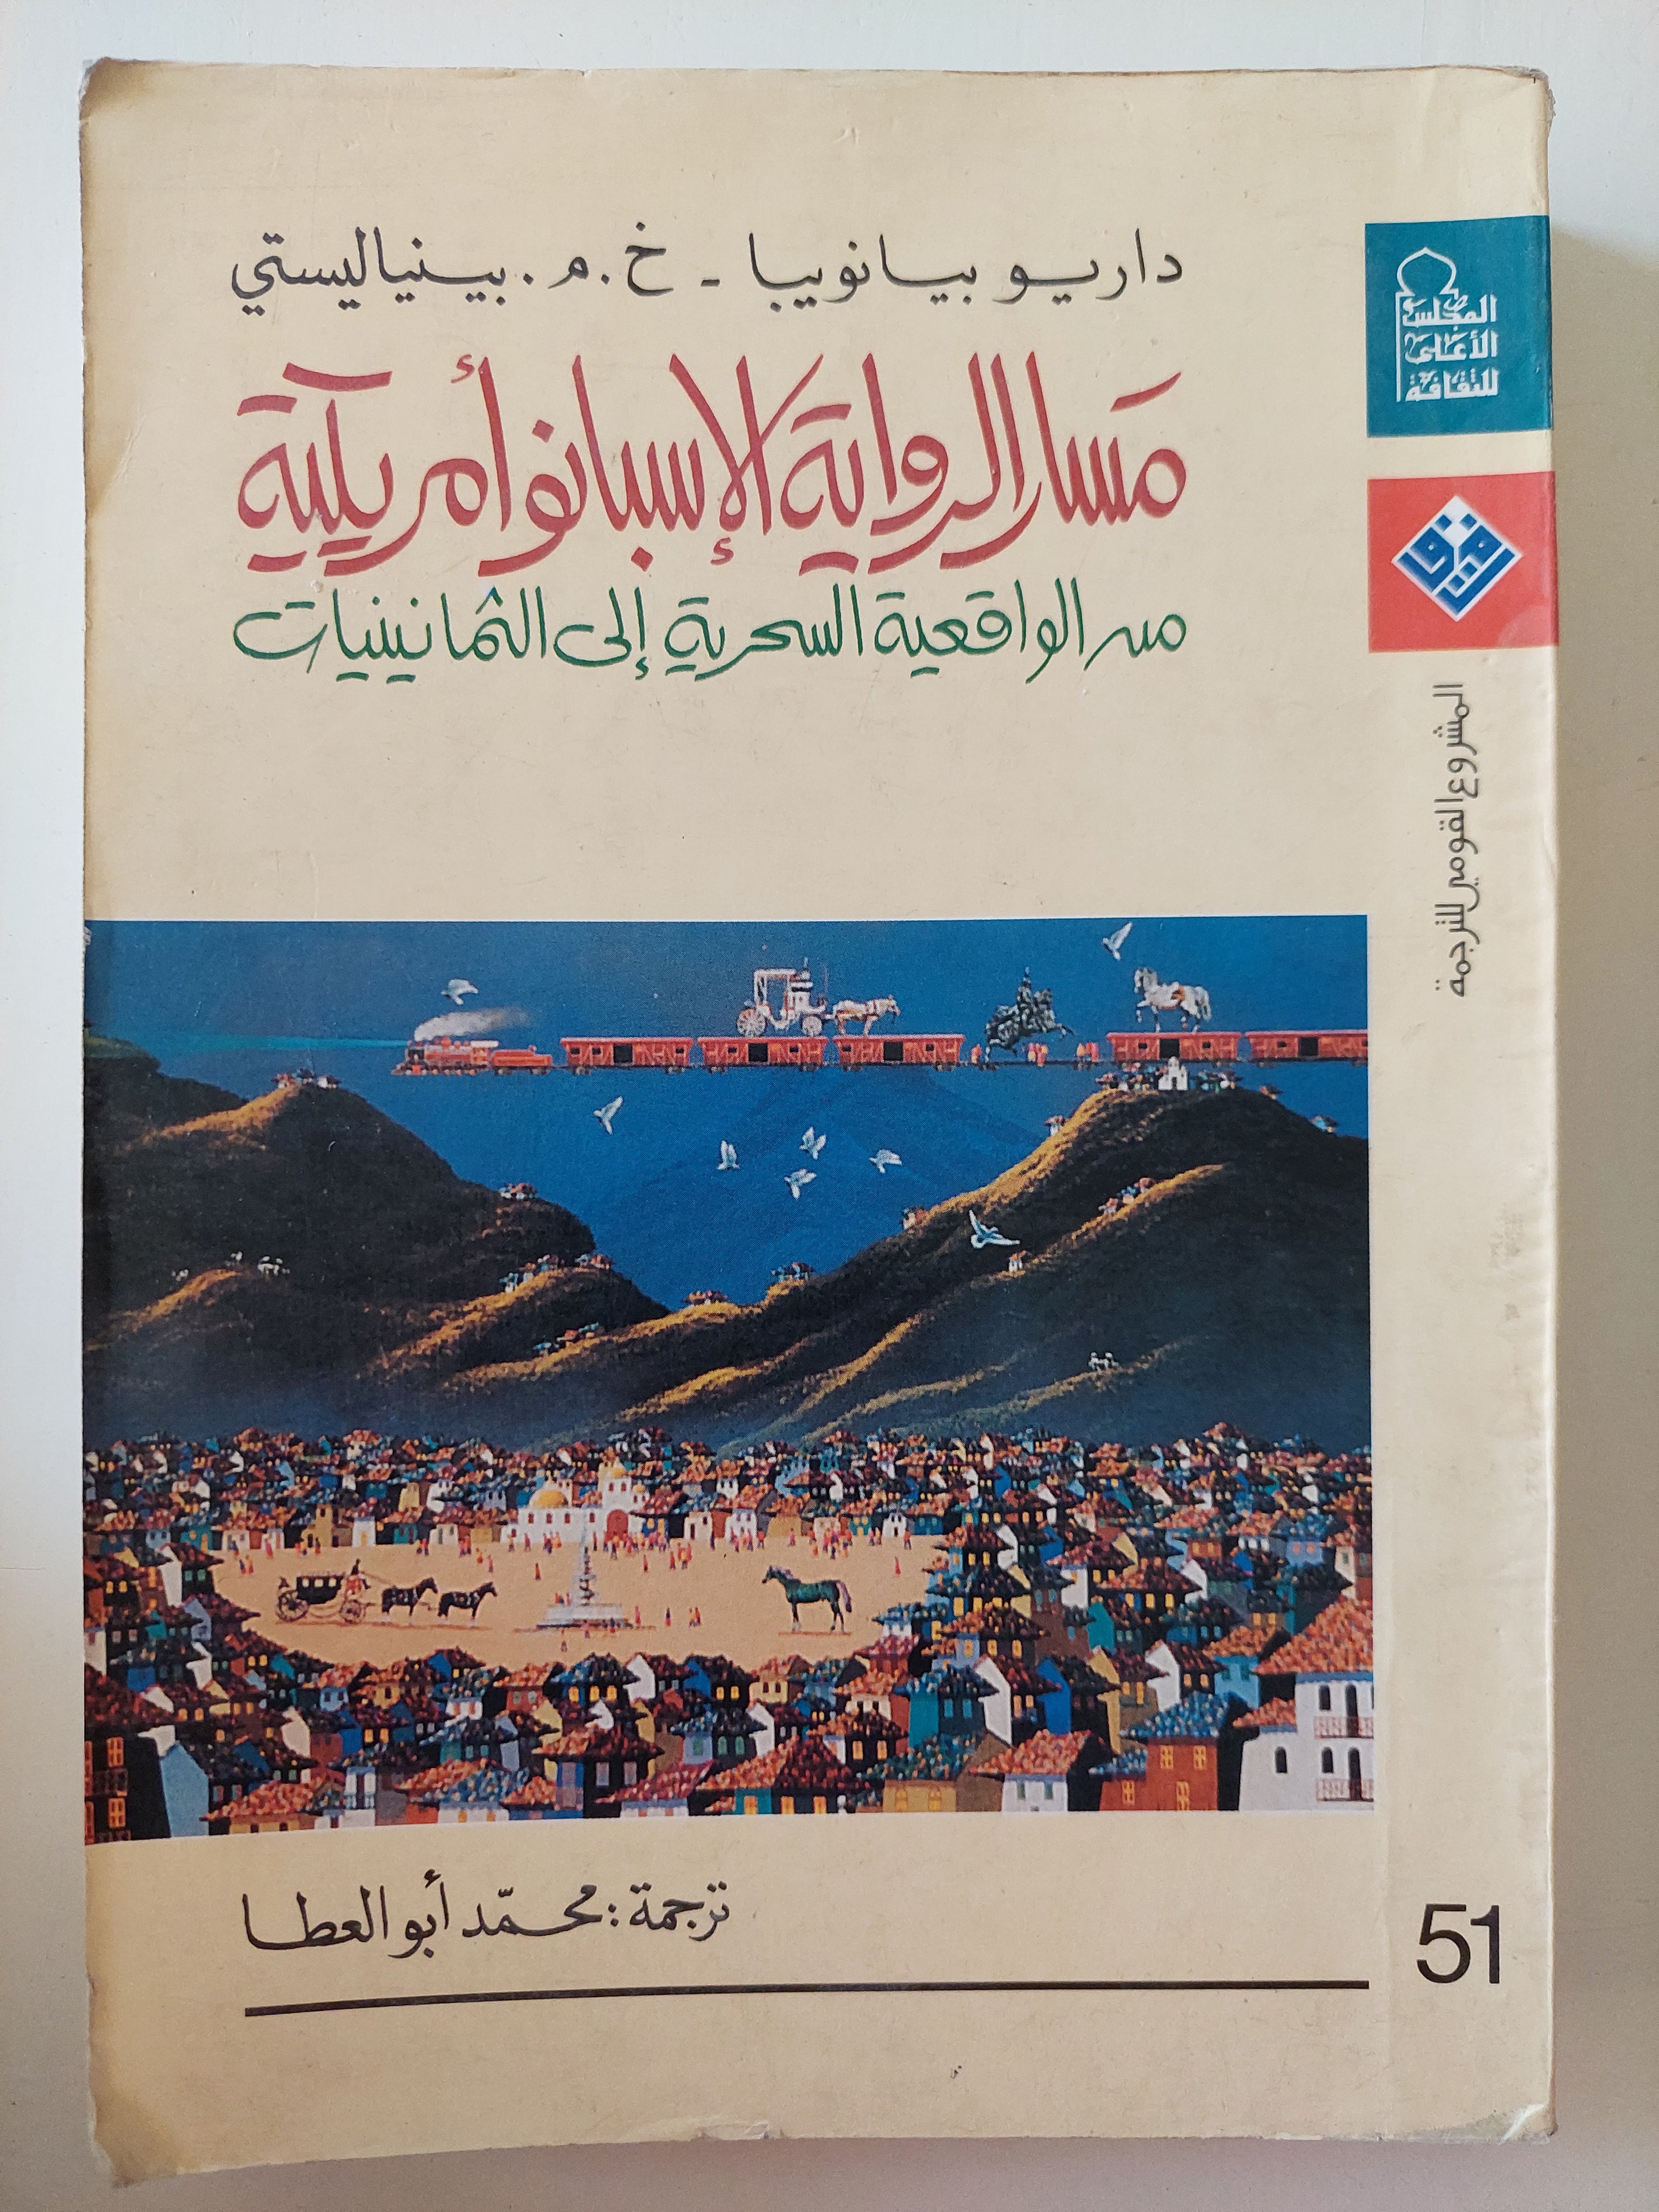 داريو بيانويبا - خ.م. بينياليستي
مسار الرواية الإسبانوأمريكية
من الواقعية السحرية إلى الثمانينيات
المجلس
الأعلى
للثقافة
المشروع القومي للترجمة
ترجمة: محمّد أبو العطا
51